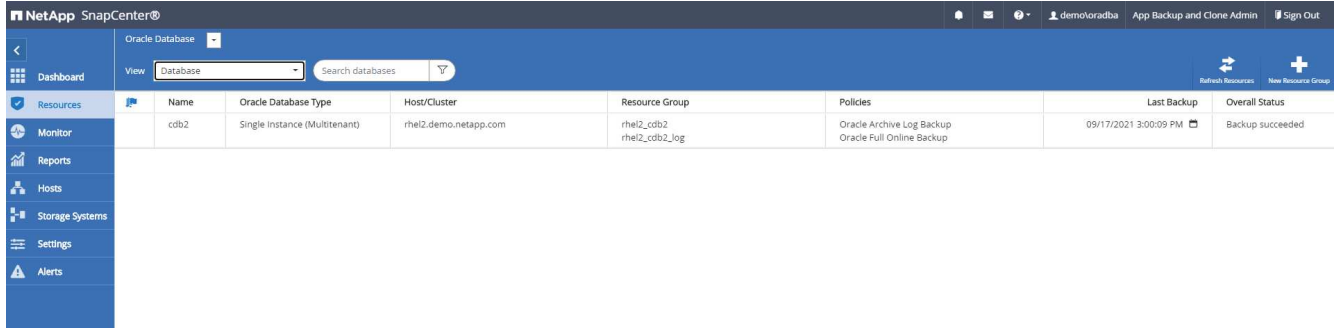 NetApp SnapCenter®
demo\oradba App Backup and Clone Admin Sign Out
Oracle Database
View Database Search databases
Refresh Resources New Resource Group
Dashboard
Resources
Monitor
Reports
Hosts
Storage Systems
Settings
Alerts
Name Oracle Database Type Host/Cluster Resource Group Policies Last Backup Overall Status
cdb2 Single Instance (Multitenant) rhel2.demo.netapp.com rhel2_cdb2 Oracle Archive Log Backup 09/17/2021 3:00:09 PM Backup succeeded
rhel2_cdb2_log Oracle Full Online Backup